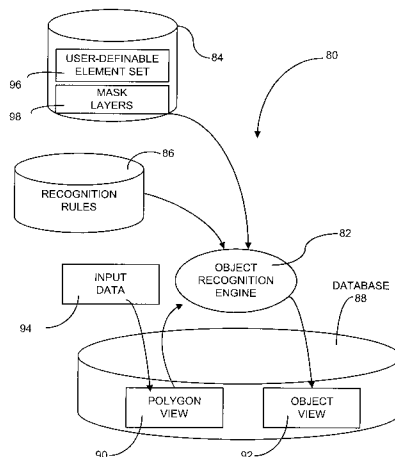 USER-DEFINABLE
ELEMENT SET
84
96
MASK
LAYERS
98
80
86
RECOGNITION
RULES
82
OBJECT
RECOGNITION
ENGINE
INPUT
DATA
94
DATABASE
88
POLYGON
VIEW
OBJECT
VIEW
90
92